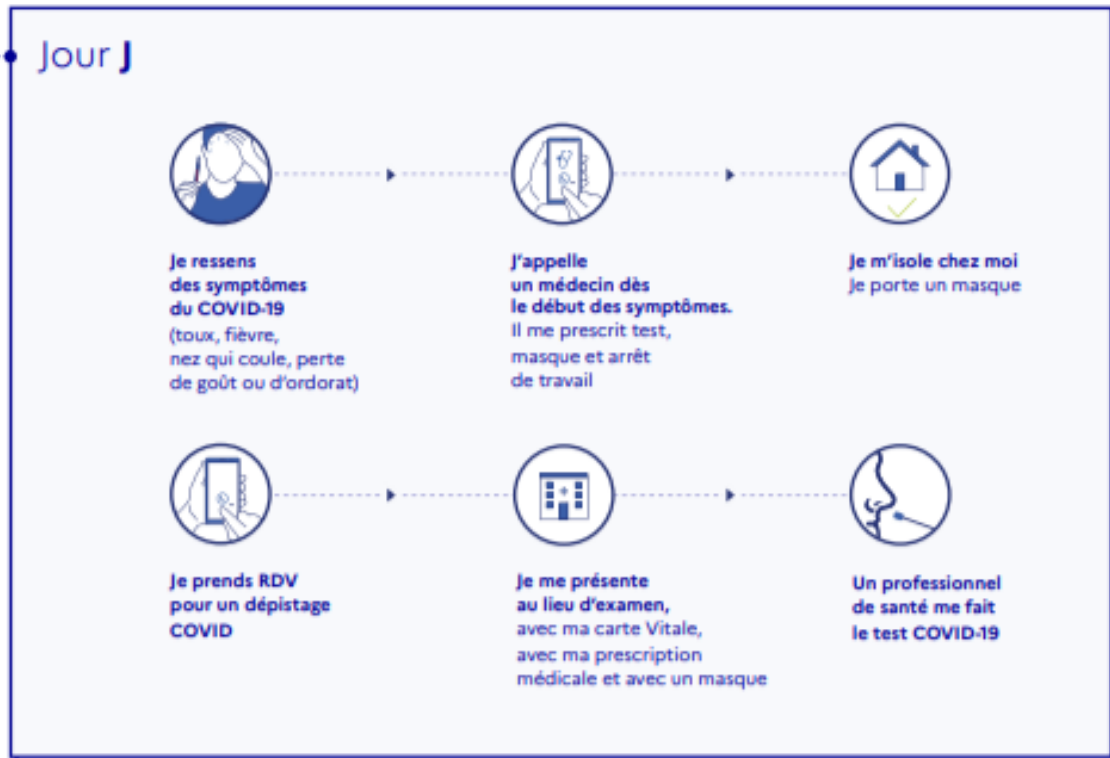 Jour J
Je ressens
des symptômes
du COVID-19
(toux, fièvre,
nez qui coule, perte
de goût ou d'ordorat)
J'appelle
un médecin dès
le début des symptômes.
Il me prescrit test,
masque et arrêt
de travail
Je m'isole chez moi
Je porte un masque
Je prends RDV
pour un dépistage
COVID
Je me présente
au lieu d'examen,
avec ma carte Vitale,
avec ma prescription
médicale et avec un masque
Un professionnel
de santé me fait
le test COVID-19